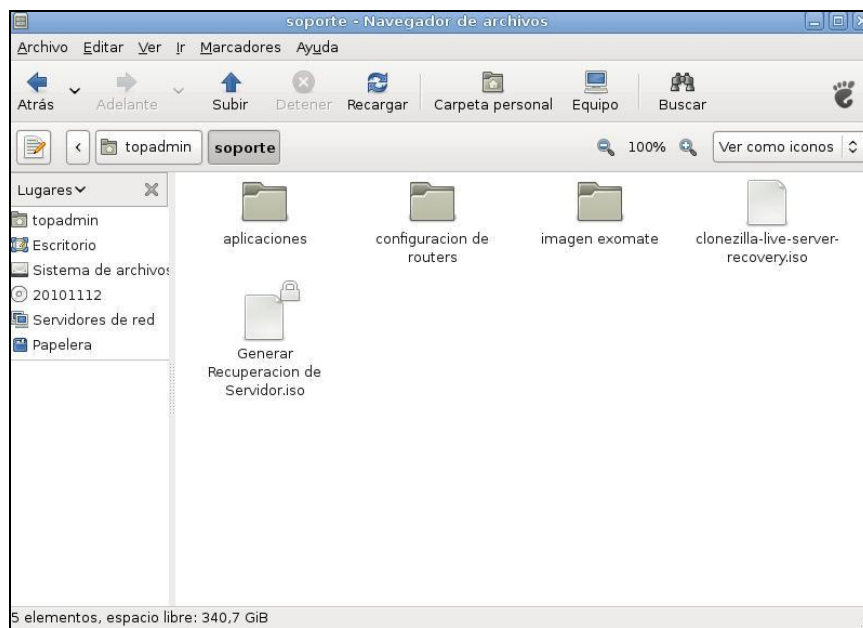 soporte - Navegador de archivos
Archivo Editar Ver Ir Marcadores Ayuda
Atrás Adelante Subir Detener Recargar Carpeta personal Equipo Buscar
topadmin soporte 100% Ver como iconos
Lugares
topadmin
Escritorio
Sistema de archivos
20101112
Servidores de red
Papelera
aplicaciones
configuracion de
routers
imagen exomate
clonezilla-live-server-
recovery.iso
Generar
Recuperacion de
Servidor.iso
5 elementos, espacio libre: 340,7 GiB